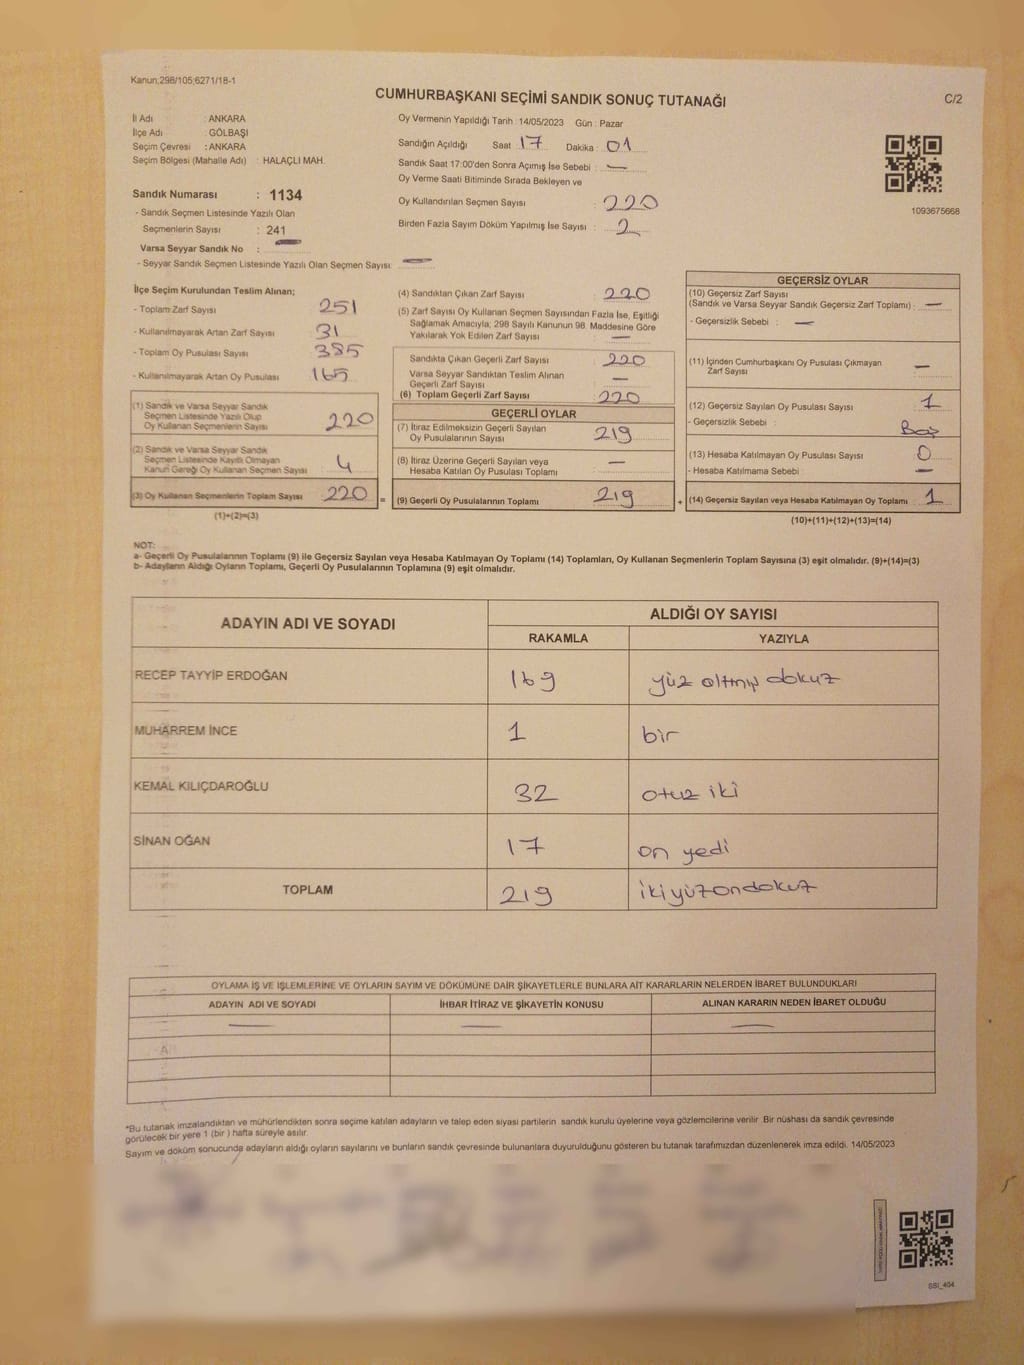 Kanun;298/105;6271/18-1
CUMHURBAŞKANI SEÇİMİ SANDIK SONUÇ TUTANAĞI
C/2
İl Adı : ANKARA
İlçe Adı : GÖLBAŞI
Seçim Çevresi : ANKARA
Seçim Bölgesi (Mahalle Adı) : HALAÇLI MAH.
Sandık Numarası : 1134
- Sandık Seçmen Listesinde Yazılı Olan
Seçmenlerin Sayısı : 241
Varsa Seyyar Sandık No : —
- Seyyar Sandık Seçmen Listesinde Yazılı Olan Seçmen Sayısı: —
Oy Vermenin Yapıldığı Tarih : 14/05/2023 Gün : Pazar
Sandığın Açıldığı Saat : 17 Dakika : 01
Sandık Saat 17:00'den Sonra Açımış İse Sebebi : —
Oy Verme Saati Bitiminde Sırada Bekleyen ve
Oy Kullandırılan Seçmen Sayısı : 220
Birden Fazla Sayım Döküm Yapılmış İse Sayısı : 2
1093675668
İlçe Seçim Kurulundan Teslim Alınan;
- Toplam Zarf Sayısı 251
- Kullanılmayarak Artan Zarf Sayısı 31
- Toplam Oy Pusulası Sayısı 385
- Kullanılmayarak Artan Oy Pusulası 165
(1) Sandık ve Varsa Seyyar Sandık
Seçmen Listesinde Yazılı Olup
Oy Kullanan Seçmenlerin Sayısı 220
(2) Sandık ve Varsa Seyyar Sandık
Seçmen Listesinde Kayıtlı Olmayan
Kanun Gereği Oy Kullanan Seçmen Sayısı 4
(3) Oy Kullanan Seçmenlerin Toplam Sayısı 220 =
(1)+(2)=(3)
(4) Sandıktan Çıkan Zarf Sayısı 220
(5) Zarf Sayısı Oy Kullanan Seçmen Sayısından Fazla İse, Eşitliği
Sağlamak Amacıyla; 298 Sayılı Kanunun 98. Maddesine Göre
Yakılarak Yok Edilen Zarf Sayısı : —
Sandıkta Çıkan Geçerli Zarf Sayısı 220
Varsa Seyyar Sandıktan Teslim Alınan
Geçerli Zarf Sayısı —
(6) Toplam Geçerli Zarf Sayısı 220
GEÇERLİ OYLAR
(7) İtiraz Edilmeksizin Geçerli Sayılan
Oy Pusulalarının Sayısı 219
(8) İtiraz Üzerine Geçerli Sayılan veya
Hesaba Katılan Oy Pusulası Toplamı —
(9) Geçerli Oy Pusulalarının Toplamı 219 +
GEÇERSİZ OYLAR
(10) Geçersiz Zarf Sayısı
(Sandık ve Varsa Seyyar Sandık Geçersiz Zarf Toplamı) : —
- Geçersizlik Sebebi : —
(11) İçinden Cumhurbaşkanı Oy Pusulası Çıkmayan
Zarf Sayısı —
(12) Geçersiz Sayılan Oy Pusulası Sayısı 1
- Geçersizlik Sebebi : Boş
(13) Hesaba Katılmayan Oy Pusulası Sayısı 0
- Hesaba Katılmama Sebebi : —
(14) Geçersiz Sayılan veya Hesaba Katılmayan Oy Toplamı 1
(10)+(11)+(12)+(13)=(14)
NOT:
a- Geçerli Oy Pusulalarının Toplamı (9) ile Geçersiz Sayılan veya Hesaba Katılmayan Oy Toplamı (14) Toplamları, Oy Kullanan Seçmenlerin Toplam Sayısına (3) eşit olmalıdır. (9)+(14)=(3)
b- Adayların Aldığı Oyların Toplamı, Geçerli Oy Pusulalarının Toplamına (9) eşit olmalıdır.
ADAYIN ADI VE SOYADI
ALDIĞI OY SAYISI
RAKAMLA YAZIYLA
RECEP TAYYİP ERDOĞAN 169 yüz altmış dokuz
MUHARREM İNCE 1 bir
KEMAL KILIÇDAROĞLU 32 otuz iki
SİNAN OĞAN 17 on yedi
TOPLAM 219 ikiyüzondokuz
OYLAMA İŞ VE İŞLEMLERİNE VE OYLARIN SAYIM VE DÖKÜMÜNE DAİR ŞİKAYETLERLE BUNLARA AİT KARARLARIN NELERDEN İBARET BULUNDUKLARI
ADAYIN ADI VE SOYADI İHBAR İTİRAZ VE ŞİKAYETİN KONUSU ALINAN KARARIN NEDEN İBARET OLDUĞU
— — —
*Bu tutanak imzalandıktan ve mühürlendikten sonra seçime katılan adayların ve talep eden siyasi partilerin sandık kurulu üyelerine veya gözlemcilerine verilir. Bir nüshası da sandık çevresinde
görülecek bir yere 1 (bir) hafta süreyle asılır.
Sayım ve döküm sonucunda adayların aldığı oyların sayılarını ve bunların sandık çevresinde bulunanlara duyurulduğunu gösteren bu tutanak tarafımızdan düzenlenerek imza edildi. 14/05/2023
SSI_404